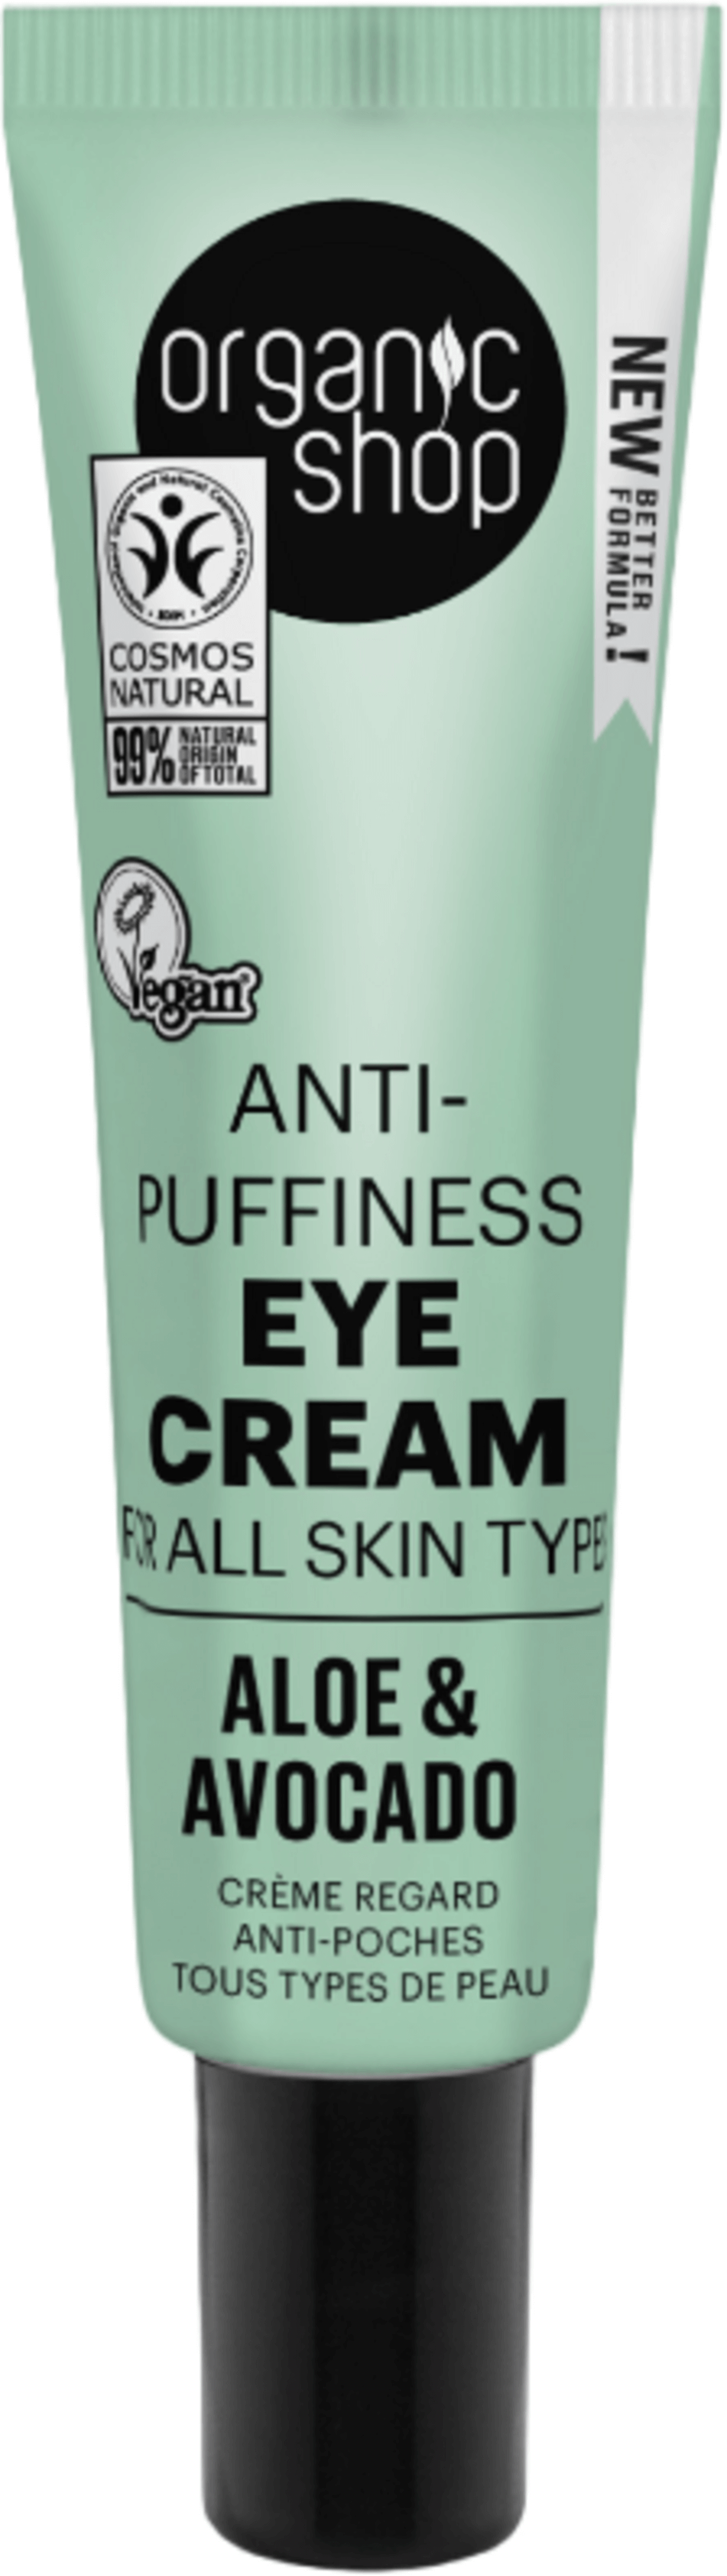 organic
shop
NEW
BETTER
FORMULA!
COSMOS
NATURAL
99%
NATURAL
ORIGIN
OF TOTAL
Vegan
ANTI-
PUFFINESS
EYE
CREAM
FOR ALL SKIN TYPES
ALOE &
AVOCADO
CRÈME REGARD
ANTI-POCHES
TOUS TYPES DE PEAU